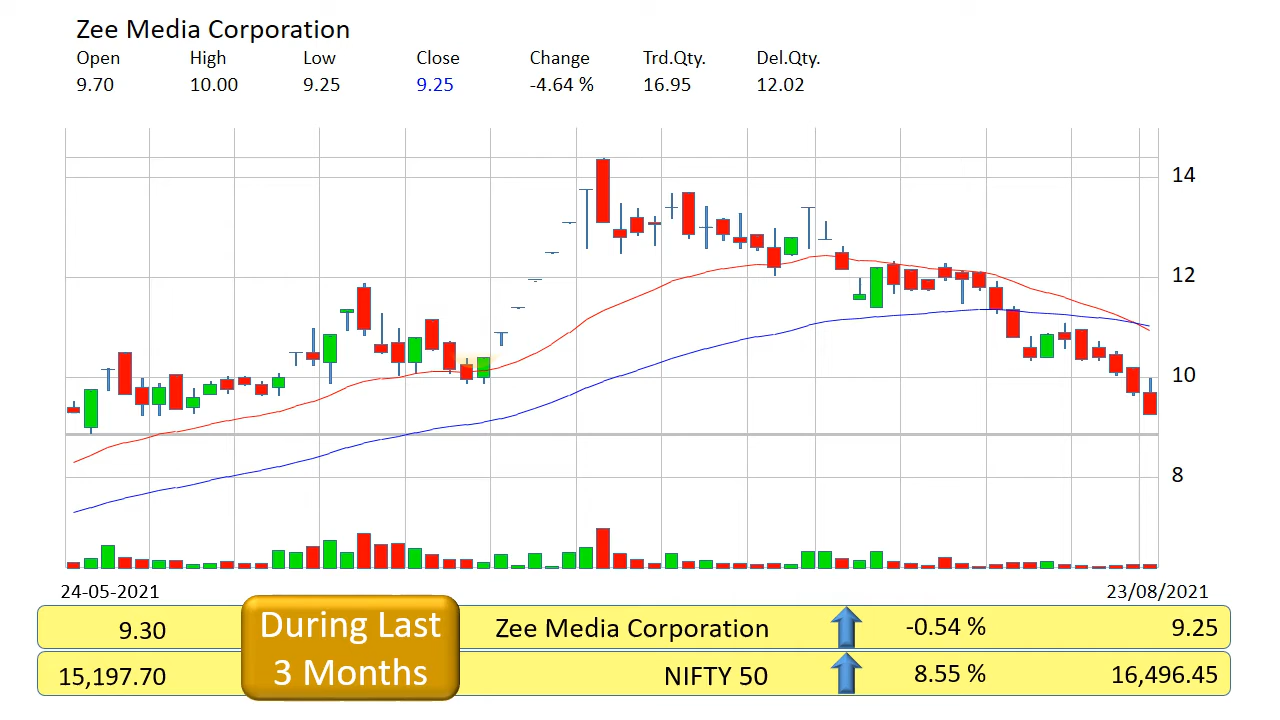 Zee Media Corporation
Open High Low Close Change Trd.Qty. Del.Qty.
9.70 10.00 9.25 9.25 -4.64 % 16.95 12.02
14
12
10
8
24-05-2021 23/08/2021
9.30 During Last Zee Media Corporation -0.54 % 9.25
15,197.70 3 Months NIFTY 50 8.55 % 16,496.45